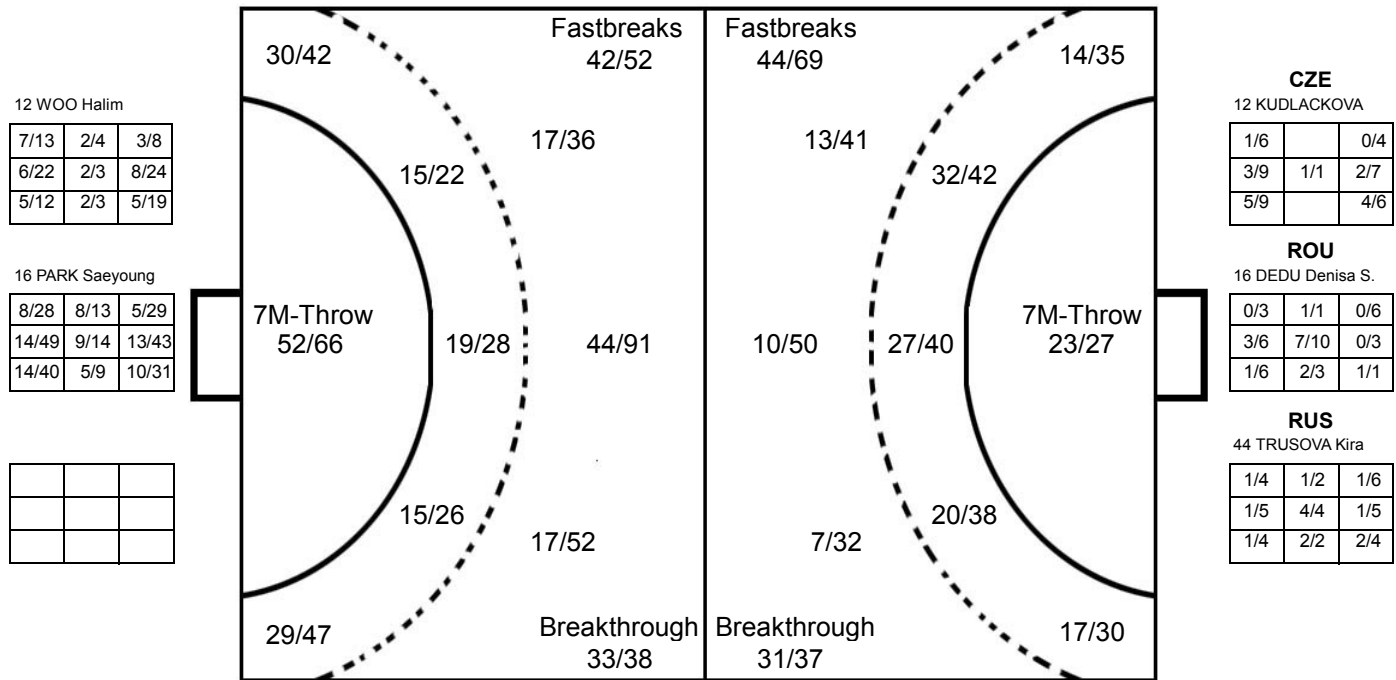 12 WOO Halim
7/13 2/4 3/8
6/22 2/3 8/24
5/12 2/3 5/19
16 PARK Saeyoung
8/28 8/13 5/29
14/49 9/14 13/43
14/40 5/9 10/31
30/42
Fastbreaks
42/52
17/36
15/22
7M-Throw
52/66
19/28
44/91
15/26
17/52
29/47
Breakthrough
33/38
Fastbreaks
44/69
14/35
13/41
32/42
10/50
27/40
7M-Throw
23/27
20/38
7/32
Breakthrough
31/37
17/30
CZE
12 KUDLACKOVA
1/6 0/4
3/9 1/1 2/7
5/9 4/6
ROU
16 DEDU Denisa S.
0/3 1/1 0/6
3/6 7/10 0/3
1/6 2/3 1/1
RUS
44 TRUSOVA Kira
1/4 1/2 1/6
1/5 4/4 1/5
1/4 2/2 2/4